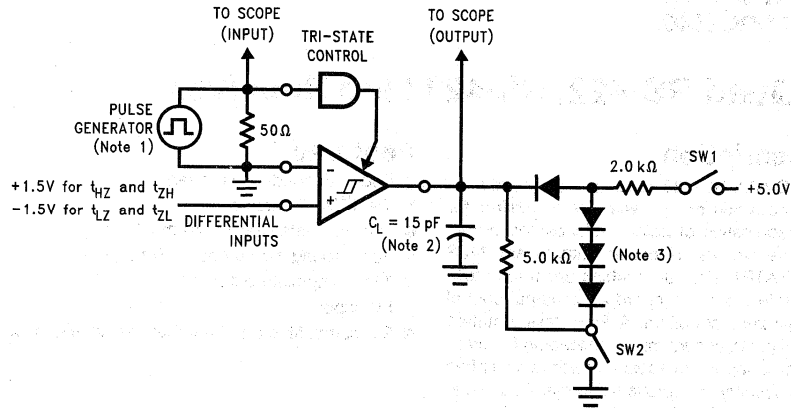 TO SCOPE
(INPUT)
TRI-STATE
CONTROL
TO SCOPE
(OUTPUT)
PULSE
GENERATOR
(Note 1)
50Ω
+1.5V for tHZ and tZH
−1.5V for tLZ and tZL
DIFFERENTIAL
INPUTS
−
+
CL = 15 pF
(Note 2)
5.0 kΩ
2.0 kΩ
SW1
+5.0V
(Note 3)
SW2